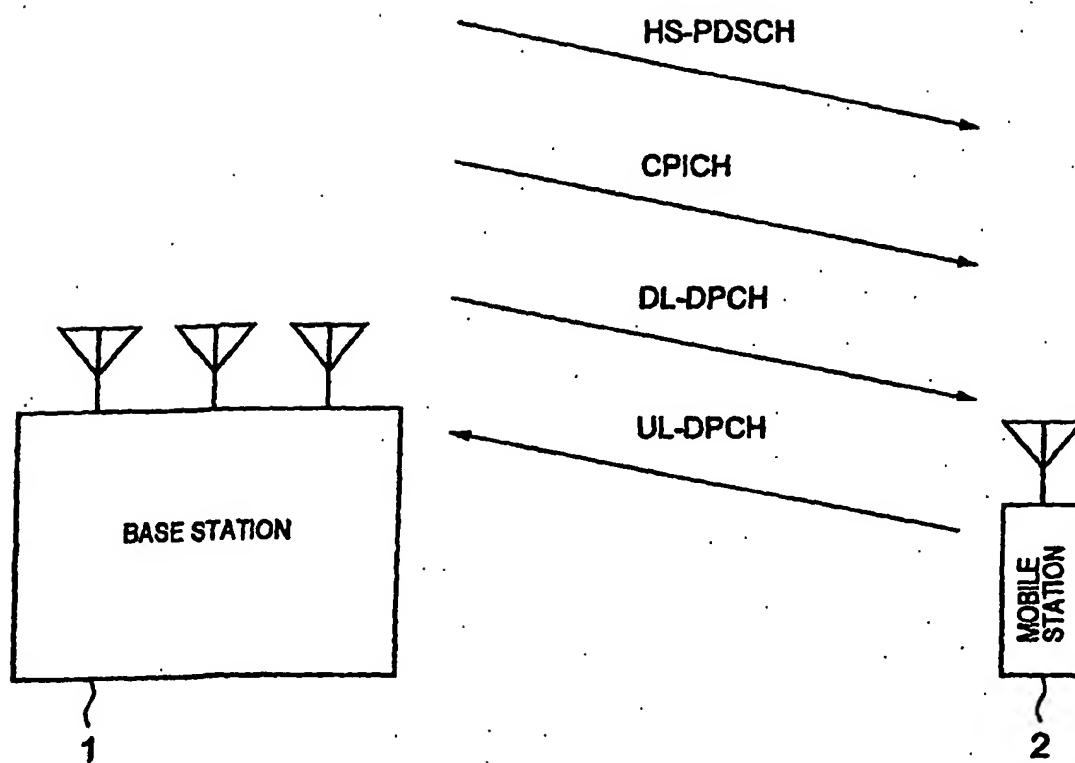 HS-PDSCH
CPICH
DL-DPCH
UL-DPCH
BASE STATION
MOBILE
STATION
1
2